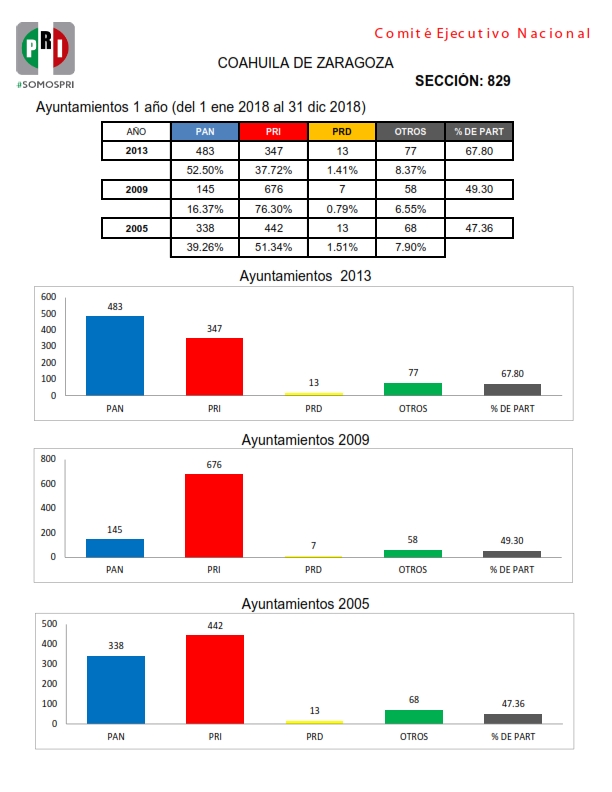 Comité Ejecutivo Nacional
PRI
#SOMOSPRI
COAHUILA DE ZARAGOZA
SECCIÓN: 829
Ayuntamientos 1 año (del 1 ene 2018 al 31 dic 2018)
AÑO PAN PRI PRD OTROS % DE PART
2013 483 347 13 77 67.80
52.50% 37.72% 1.41% 8.37%
2009 145 676 7 58 49.30
16.37% 76.30% 0.79% 6.55%
2005 338 442 13 68 47.36
39.26% 51.34% 1.51% 7.90%
Ayuntamientos 2013
600
500
400
300
200
100
0
483 347 13 77 67.80
PAN PRI PRD OTROS % DE PART
Ayuntamientos 2009
800
600
400
200
0
145 676 7 58 49.30
PAN PRI PRD OTROS % DE PART
Ayuntamientos 2005
500
400
300
200
100
0
338 442 13 68 47.36
PAN PRI PRD OTROS % DE PART